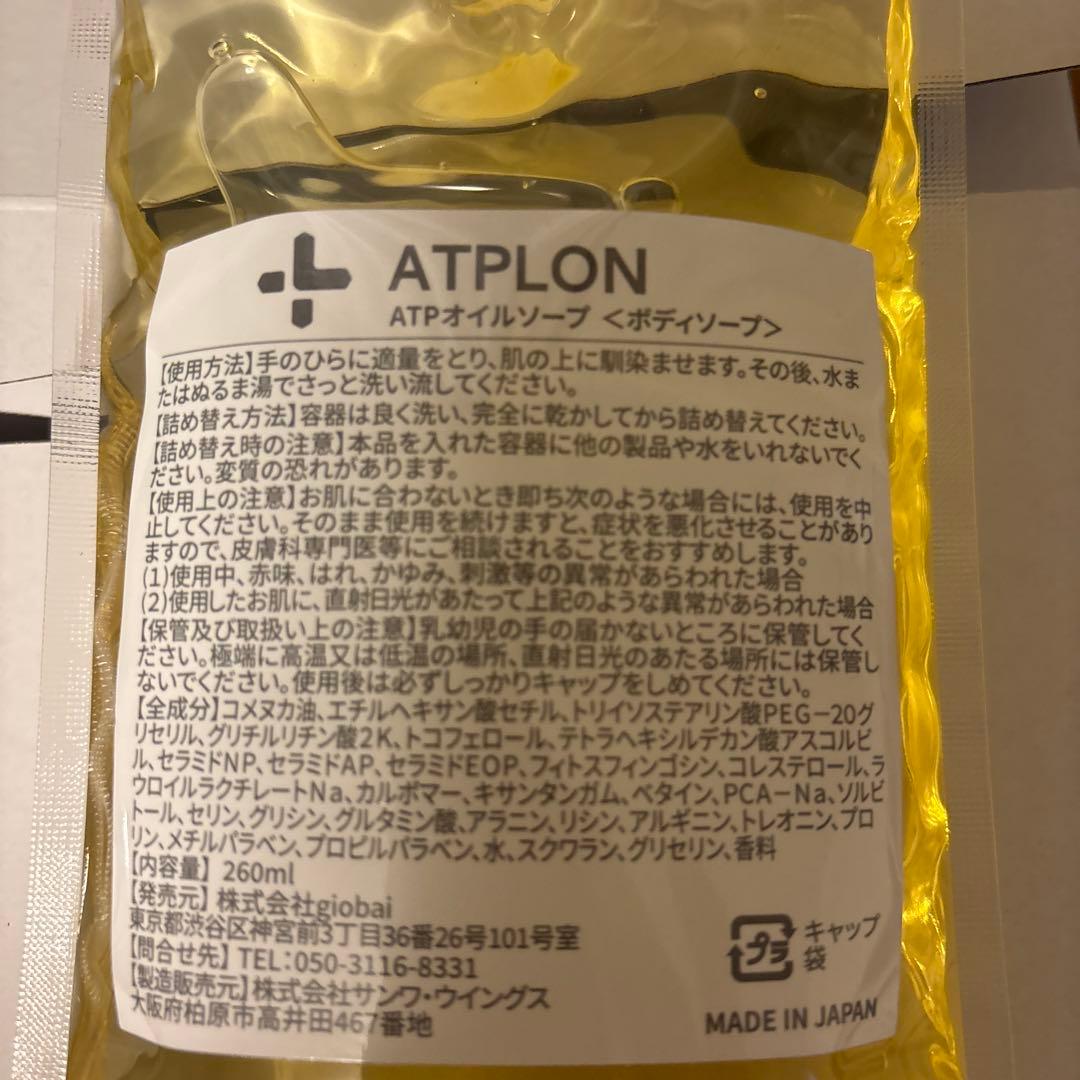 ATPLON
ATPオイルソープ <ボディソープ>
【使用方法】手のひらに適量をとり、肌の上に馴染ませます。その後、水ま
たはぬるま湯でさっと洗い流してください。
【詰め替え方法】容器は良く洗い、完全に乾かしてから詰め替えてください。
【詰め替え時の注意】本品を入れた容器に他の製品や水をいれないでく
ださい。変質の恐れがあります。
【使用上の注意】お肌に合わないとき即ち次のような場合には、使用を中
止してください。そのまま使用を続けますと、症状を悪化させることがあり
ますので、皮膚科専門医等にご相談されることをおすすめします。
(1)使用中、赤味、はれ、かゆみ、刺激等の異常があらわれた場合
(2)使用したお肌に、直射日光があたって上記のような異常があらわれた場合
【保管及び取扱い上の注意】乳幼児の手の届かないところに保管してく
ださい。極端に高温又は低温の場所、直射日光のあたる場所には保管し
ないでください。使用後は必ずしっかりキャップをしめてください。
【全成分】コメヌカ油、エチルヘキサン酸セチル、トリイソステアリン酸PEG－20グ
リセリル、グリチルリチン酸2K、トコフェロール、テトラヘキシルデカン酸アスコルビ
ル、セラミドNP、セラミドAP、セラミドEOP、フィトスフィンゴシン、コレステロール、ラ
ウロイルラクチレートNa、カルボマー、キサンタンガム、ベタイン、PCA－Na、ソルビ
トール、セリン、グリシン、グルタミン酸、アラニン、リシン、アルギニン、トレオニン、プロ
リン、メチルパラベン、プロピルパラベン、水、スクワラン、グリセリン、香料
【内容量】 260ml
【発売元】 株式会社giobai
東京都渋谷区神宮前3丁目36番26号101号室
【問合せ先】 TEL：050-3116-8331
【製造販売元】株式会社サンワ・ウイングス
大阪府柏原市高井田467番地
プラ
キャップ
袋
MADE IN JAPAN